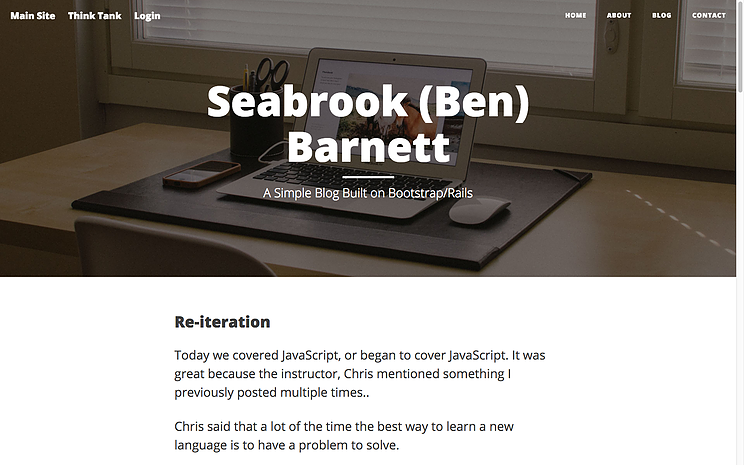 Main Site Think Tank Login HOME ABOUT BLOG CONTACT
Seabrook (Ben)
Barnett
A Simple Blog Built on Bootstrap/Rails
Re-iteration
Today we covered JavaScript, or began to cover JavaScript. It was
great because the instructor, Chris mentioned something I
previously posted multiple times..
Chris said that a lot of the time the best way to learn a new
language is to have a problem to solve.